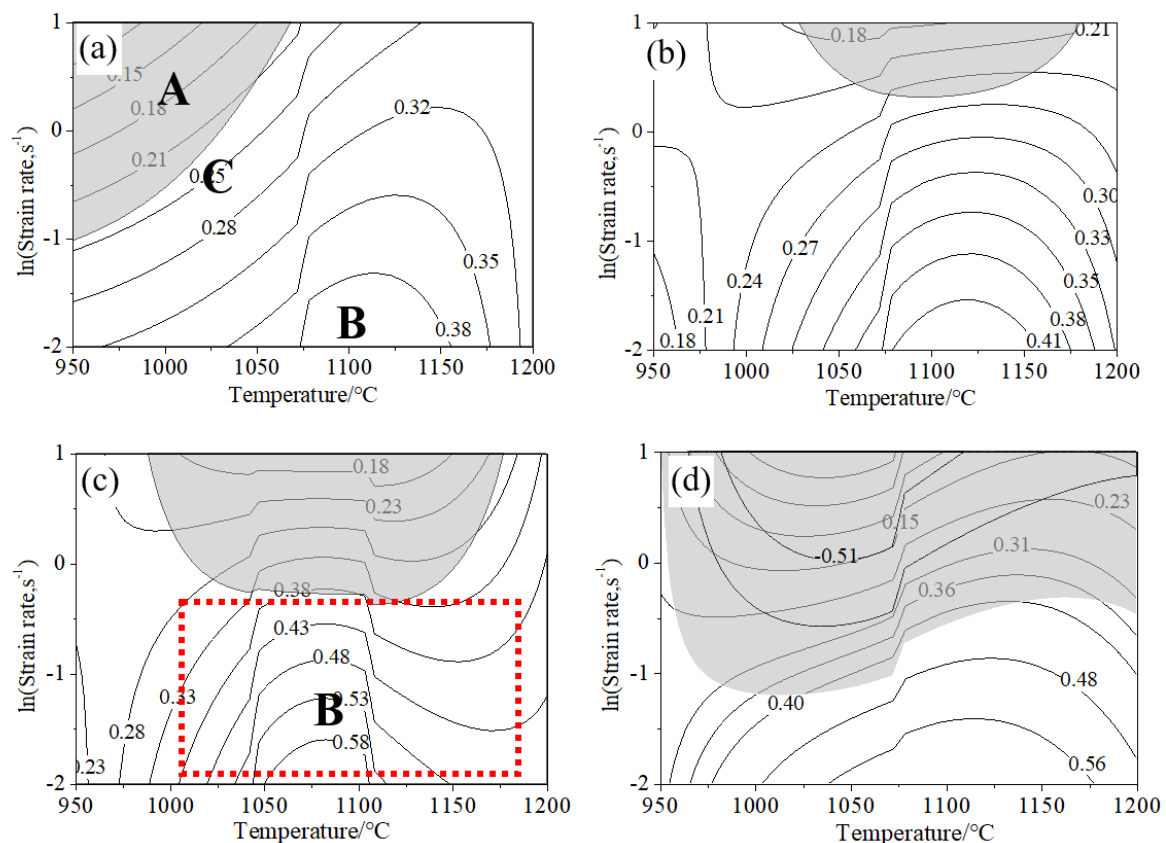 (a)
A
C
B
0.15
0.18
0.21
0.25
0.28
0.32
0.35
0.38
1
0
-1
-2
ln(Strain rate,s-1)
950 1000 1050 1100 1150 1200
Temperature/°C
(b)
0.18
0.21
0.30
0.33
0.35
0.38
0.41
0.27
0.24
0.21
0.18
1
0
-1
-2
ln(Strain rate,s-1)
950 1000 1050 1100 1150 1200
Temperature/°C
(c)
0.18
0.23
0.38
0.43
0.48
0.53
0.58
0.33
0.28
0.23
B
1
0
-1
-2
ln(Strain rate,s-1)
950 1000 1050 1100 1150 1200
Temperature/°C
(d)
0.15
0.23
-0.51
0.31
0.36
0.40
0.48
0.56
1
0
-1
-2
ln(Strain rate,s-1)
950 1000 1050 1100 1150 1200
Temperature/°C